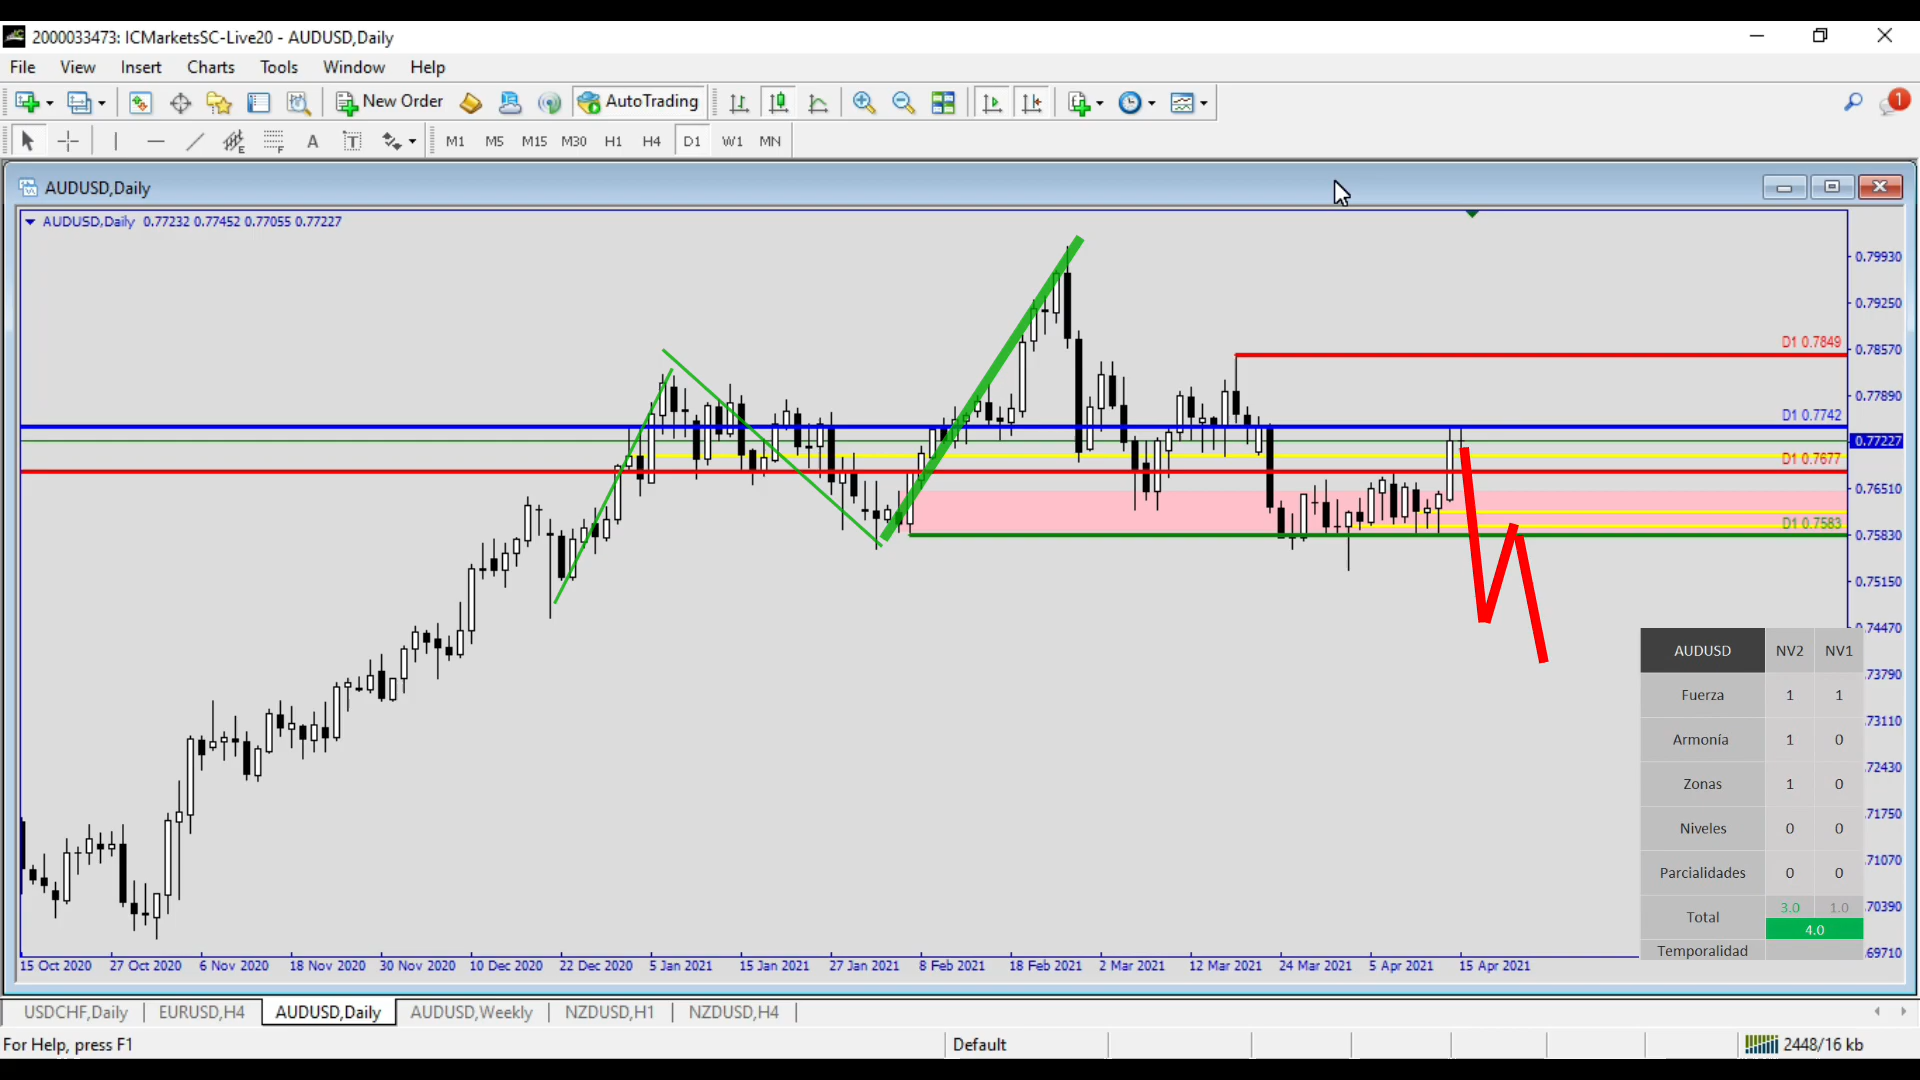 2000033473: ICMarketsSC-Live20 - AUDUSD,Daily
File View Insert Charts Tools Window Help
New Order AutoTrading 1
A T E F M1 M5 M15 M30 H1 H4 D1 W1 MN
AUDUSD,Daily
AUDUSD,Daily 0.77232 0.77452 0.77055 0.77227
0.79930
0.79250
D1 0.7849
0.78570
0.77890
D1 0.7742
0.77227
D1 0.7677
0.76510
D1 0.7583
0.75830
0.75150
0.74470
AUDUSD NV2 NV1
.73790
Fuerza 1 1
.73110
Armonía 1 0
.72430
Zonas 1 0
.71750
Niveles 0 0
.71070
Parcialidades 0 0
.70390
Total 3.0 1.0
4.0
Temporalidad
.69710
15 Oct 2020 27 Oct 2020 6 Nov 2020 18 Nov 2020 30 Nov 2020 10 Dec 2020 22 Dec 2020 5 Jan 2021 15 Jan 2021 27 Jan 2021 8 Feb 2021 18 Feb 2021 2 Mar 2021 12 Mar 2021 24 Mar 2021 5 Apr 2021 15 Apr 2021
USDCHF,Daily EURUSD,H4 AUDUSD,Daily AUDUSD,Weekly NZDUSD,H1 NZDUSD,H4
For Help, press F1 Default 2448/16 kb